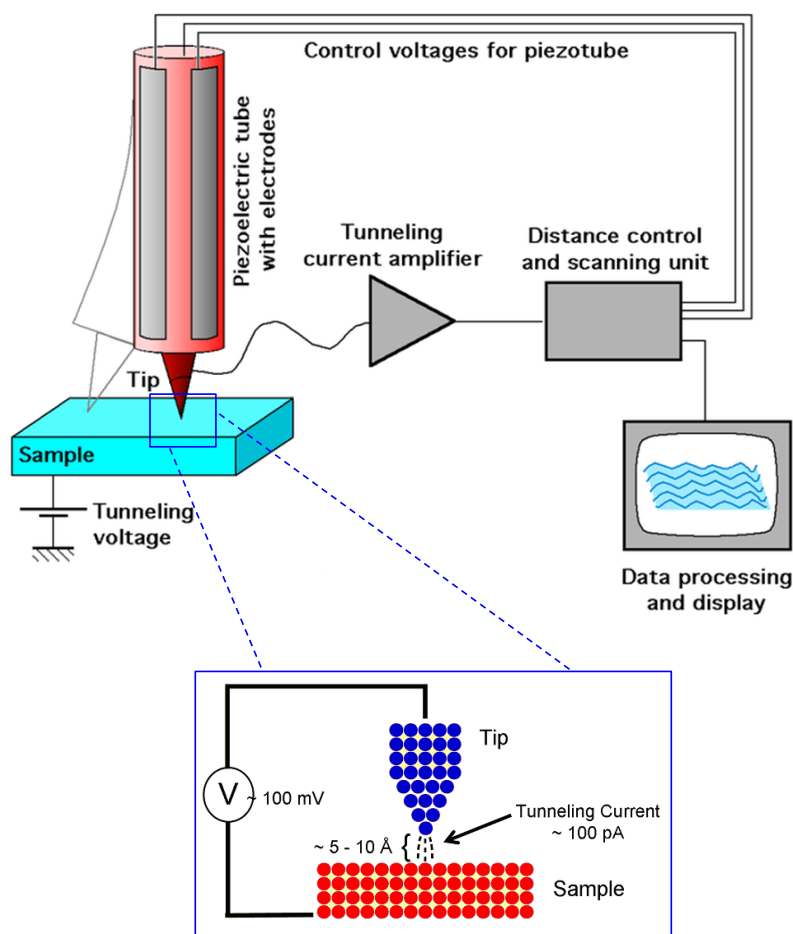 Control voltages for piezotube
Piezoelectric tube
with electrodes
Tunneling
current amplifier
Distance control
and scanning unit
Tip
Sample
Tunneling
voltage
Data processing
and display
Tip
V
~ 100 mV
Tunneling Current
~ 100 pA
~ 5 - 10 Å
Sample